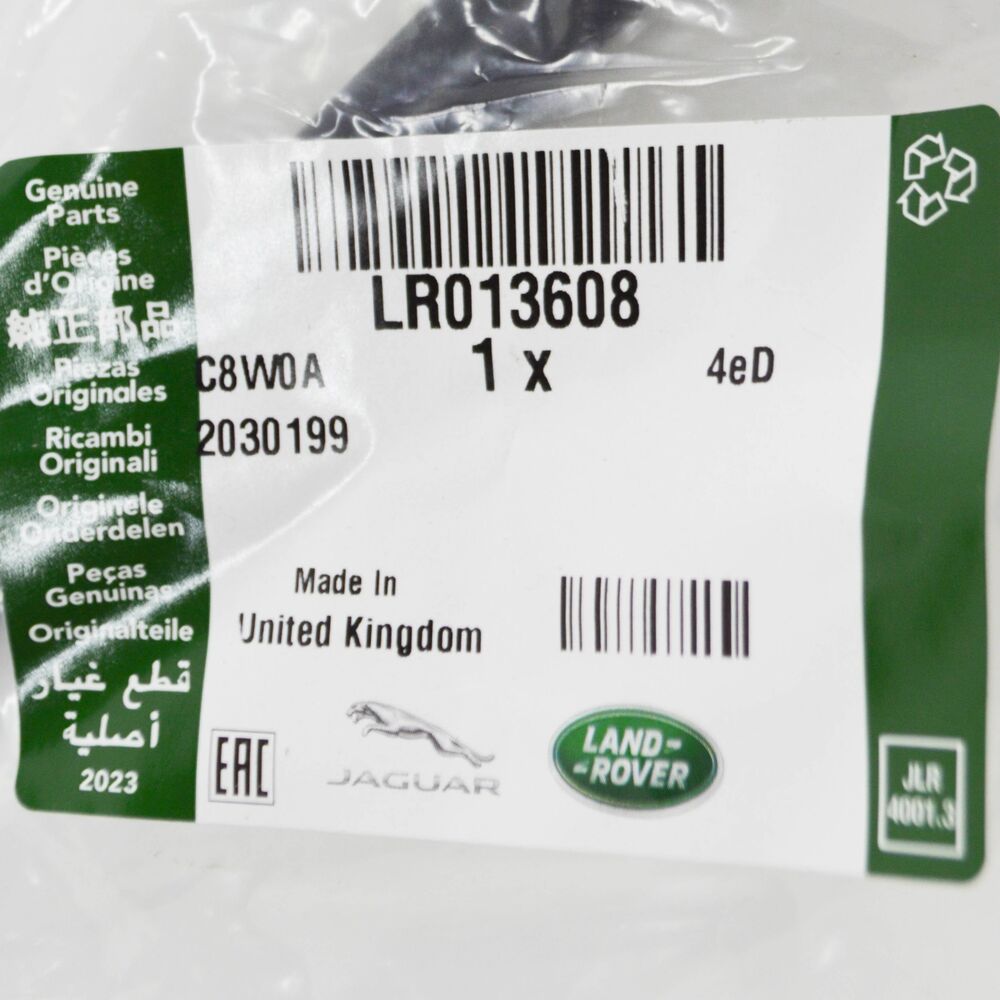 Genuine
Parts
Pièces
d'Origine
純正部品
Piezas
Originales
Ricambi
Originali
Originele
Onderdelen
Peças
Genuinas
Originalteile
قطع غيار
أصلية
2023
LR013608
C8W0A
1 x
4eD
2030199
Made In
United Kingdom
EAC
JAGUAR
LAND-
-ROVER
JLR
4001.3